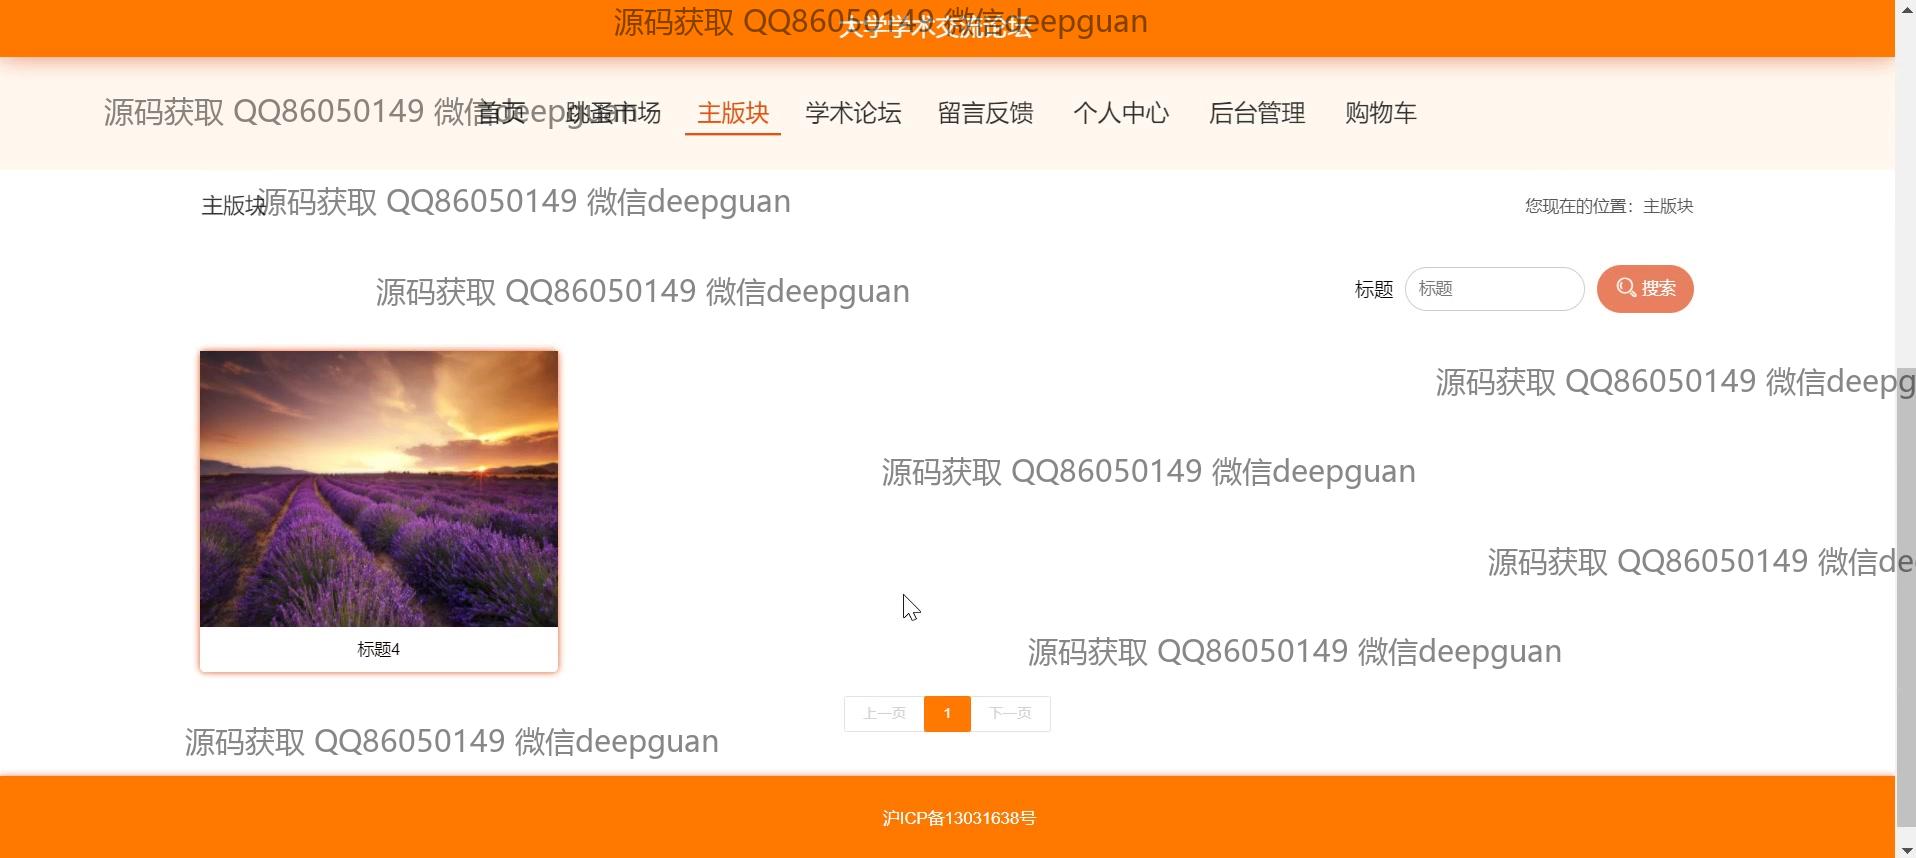 源码获取 QQ86050149 微信deepguan
大学学术交流论坛
源码获取 QQ86050149 微信deepguan
首页 跳蚤市场 主版块 学术论坛 留言反馈 个人中心 后台管理 购物车
主版块
源码获取 QQ86050149 微信deepguan
您现在的位置：主版块
源码获取 QQ86050149 微信deepguan
标题 标题 搜索
源码获取 QQ86050149 微信deepg
源码获取 QQ86050149 微信deepguan
源码获取 QQ86050149 微信de
标题4
源码获取 QQ86050149 微信deepguan
上一页 1 下一页
源码获取 QQ86050149 微信deepguan
沪ICP备13031638号